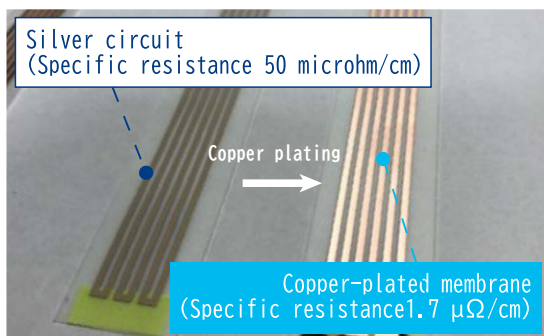 Silver circuit
(Specific resistance 50 microhm/cm)
Copper plating
Copper-plated membrane
(Specific resistance1.7 μΩ/cm)